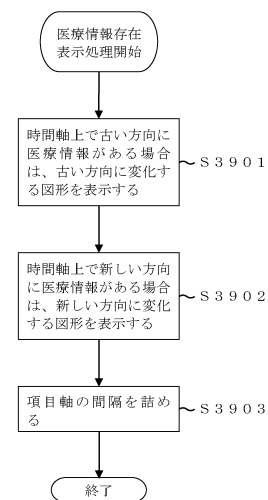 医療情報存在
表示処理開始
時間軸上で古い方向に
医療情報がある場合
は、古い方向に変化す
る図形を表示する
～ Ｓ３９０１
時間軸上で新しい方向
に医療情報がある場合
は、新しい方向に変化
する図形を表示する
～ Ｓ３９０２
項目軸の間隔を詰め
る
～ Ｓ３９０３
終了